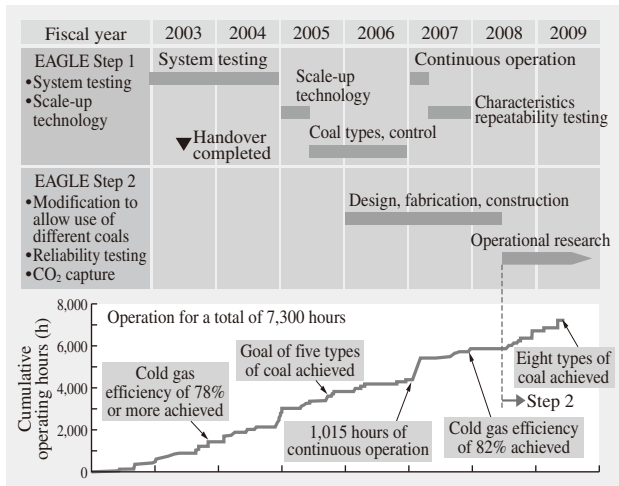 Fiscal year 2003 2004 2005 2006 2007 2008 2009
EAGLE Step 1
•System testing
•Scale-up
technology
System testing
Scale-up
technology
Continuous operation
Characteristics
repeatability testing
Coal types, control
▼Handover
completed
EAGLE Step 2
•Modification to
allow use of
different coals
•Reliability testing
•CO₂ capture
Design, fabrication, construction
Operational research
Cumulative
operating hours (h)
8,000
6,000
4,000
2,000
0
Operation for a total of 7,300 hours
Cold gas
efficiency of 78%
or more achieved
Goal of five types
of coal achieved
1,015 hours of
continuous operation
Cold gas efficiency
of 82% achieved
Eight types of
coal achieved
Step 2